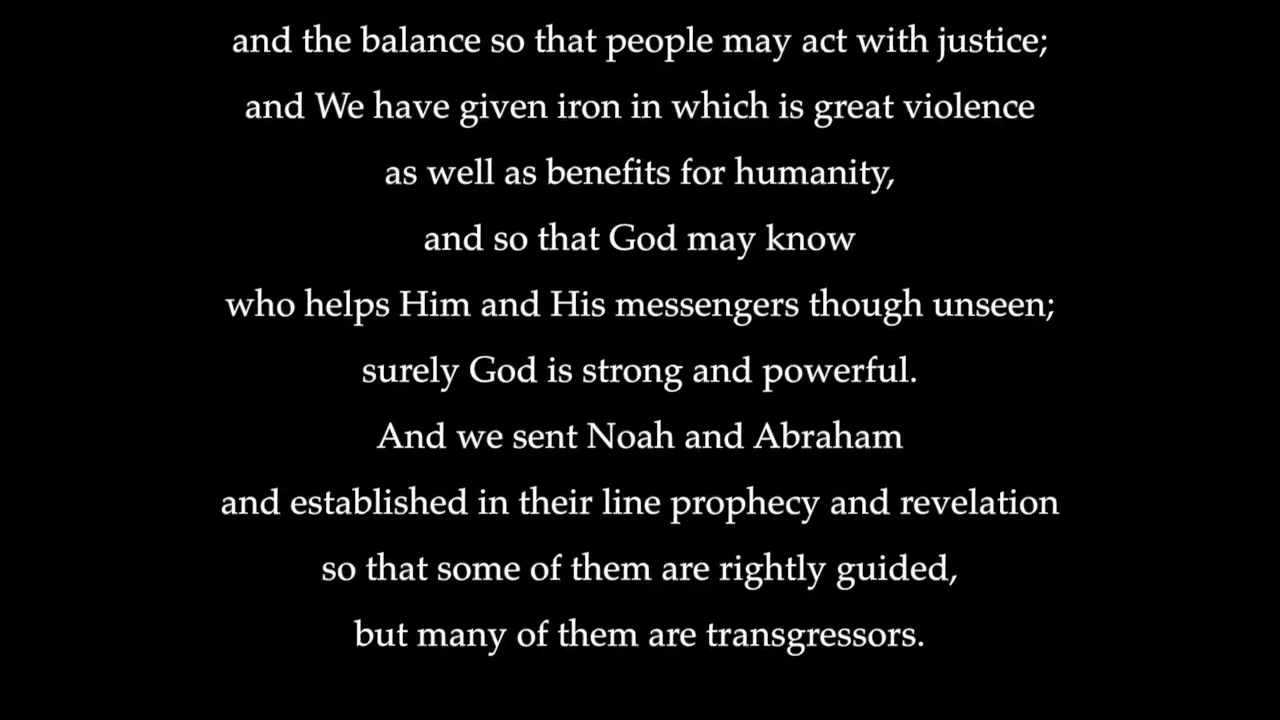 and the balance so that people may act with justice;
and We have given iron in which is great violence
as well as benefits for humanity,
and so that God may know
who helps Him and His messengers though unseen;
surely God is strong and powerful.
And we sent Noah and Abraham
and established in their line prophecy and revelation
so that some of them are rightly guided,
but many of them are transgressors.